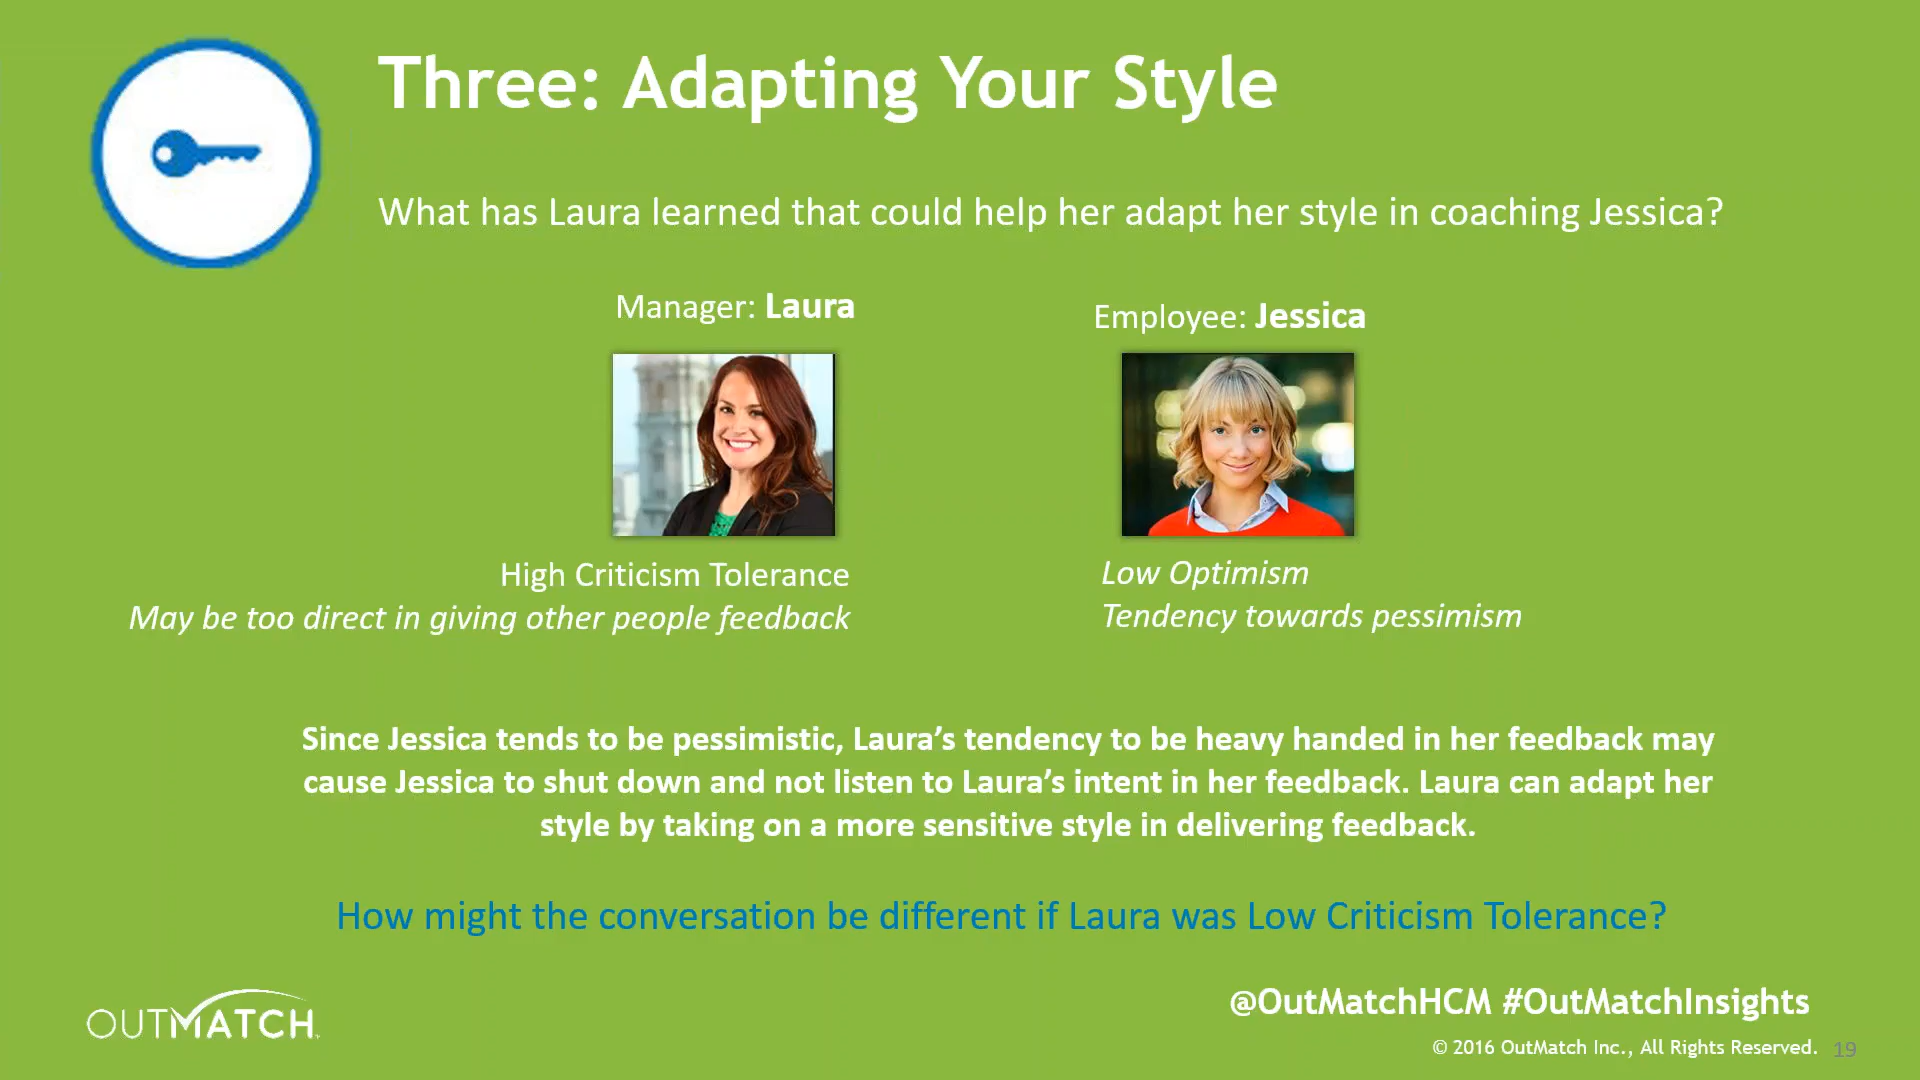 Three: Adapting Your Style
What has Laura learned that could help her adapt her style in coaching Jessica?
Manager: Laura
Employee: Jessica
High Criticism Tolerance
May be too direct in giving other people feedback
Low Optimism
Tendency towards pessimism
Since Jessica tends to be pessimistic, Laura’s tendency to be heavy handed in her feedback may
cause Jessica to shut down and not listen to Laura’s intent in her feedback. Laura can adapt her
style by taking on a more sensitive style in delivering feedback.
How might the conversation be different if Laura was Low Criticism Tolerance?
OUTMATCH
@OutMatchHCM #OutMatchInsights
© 2016 OutMatch Inc., All Rights Reserved. 19